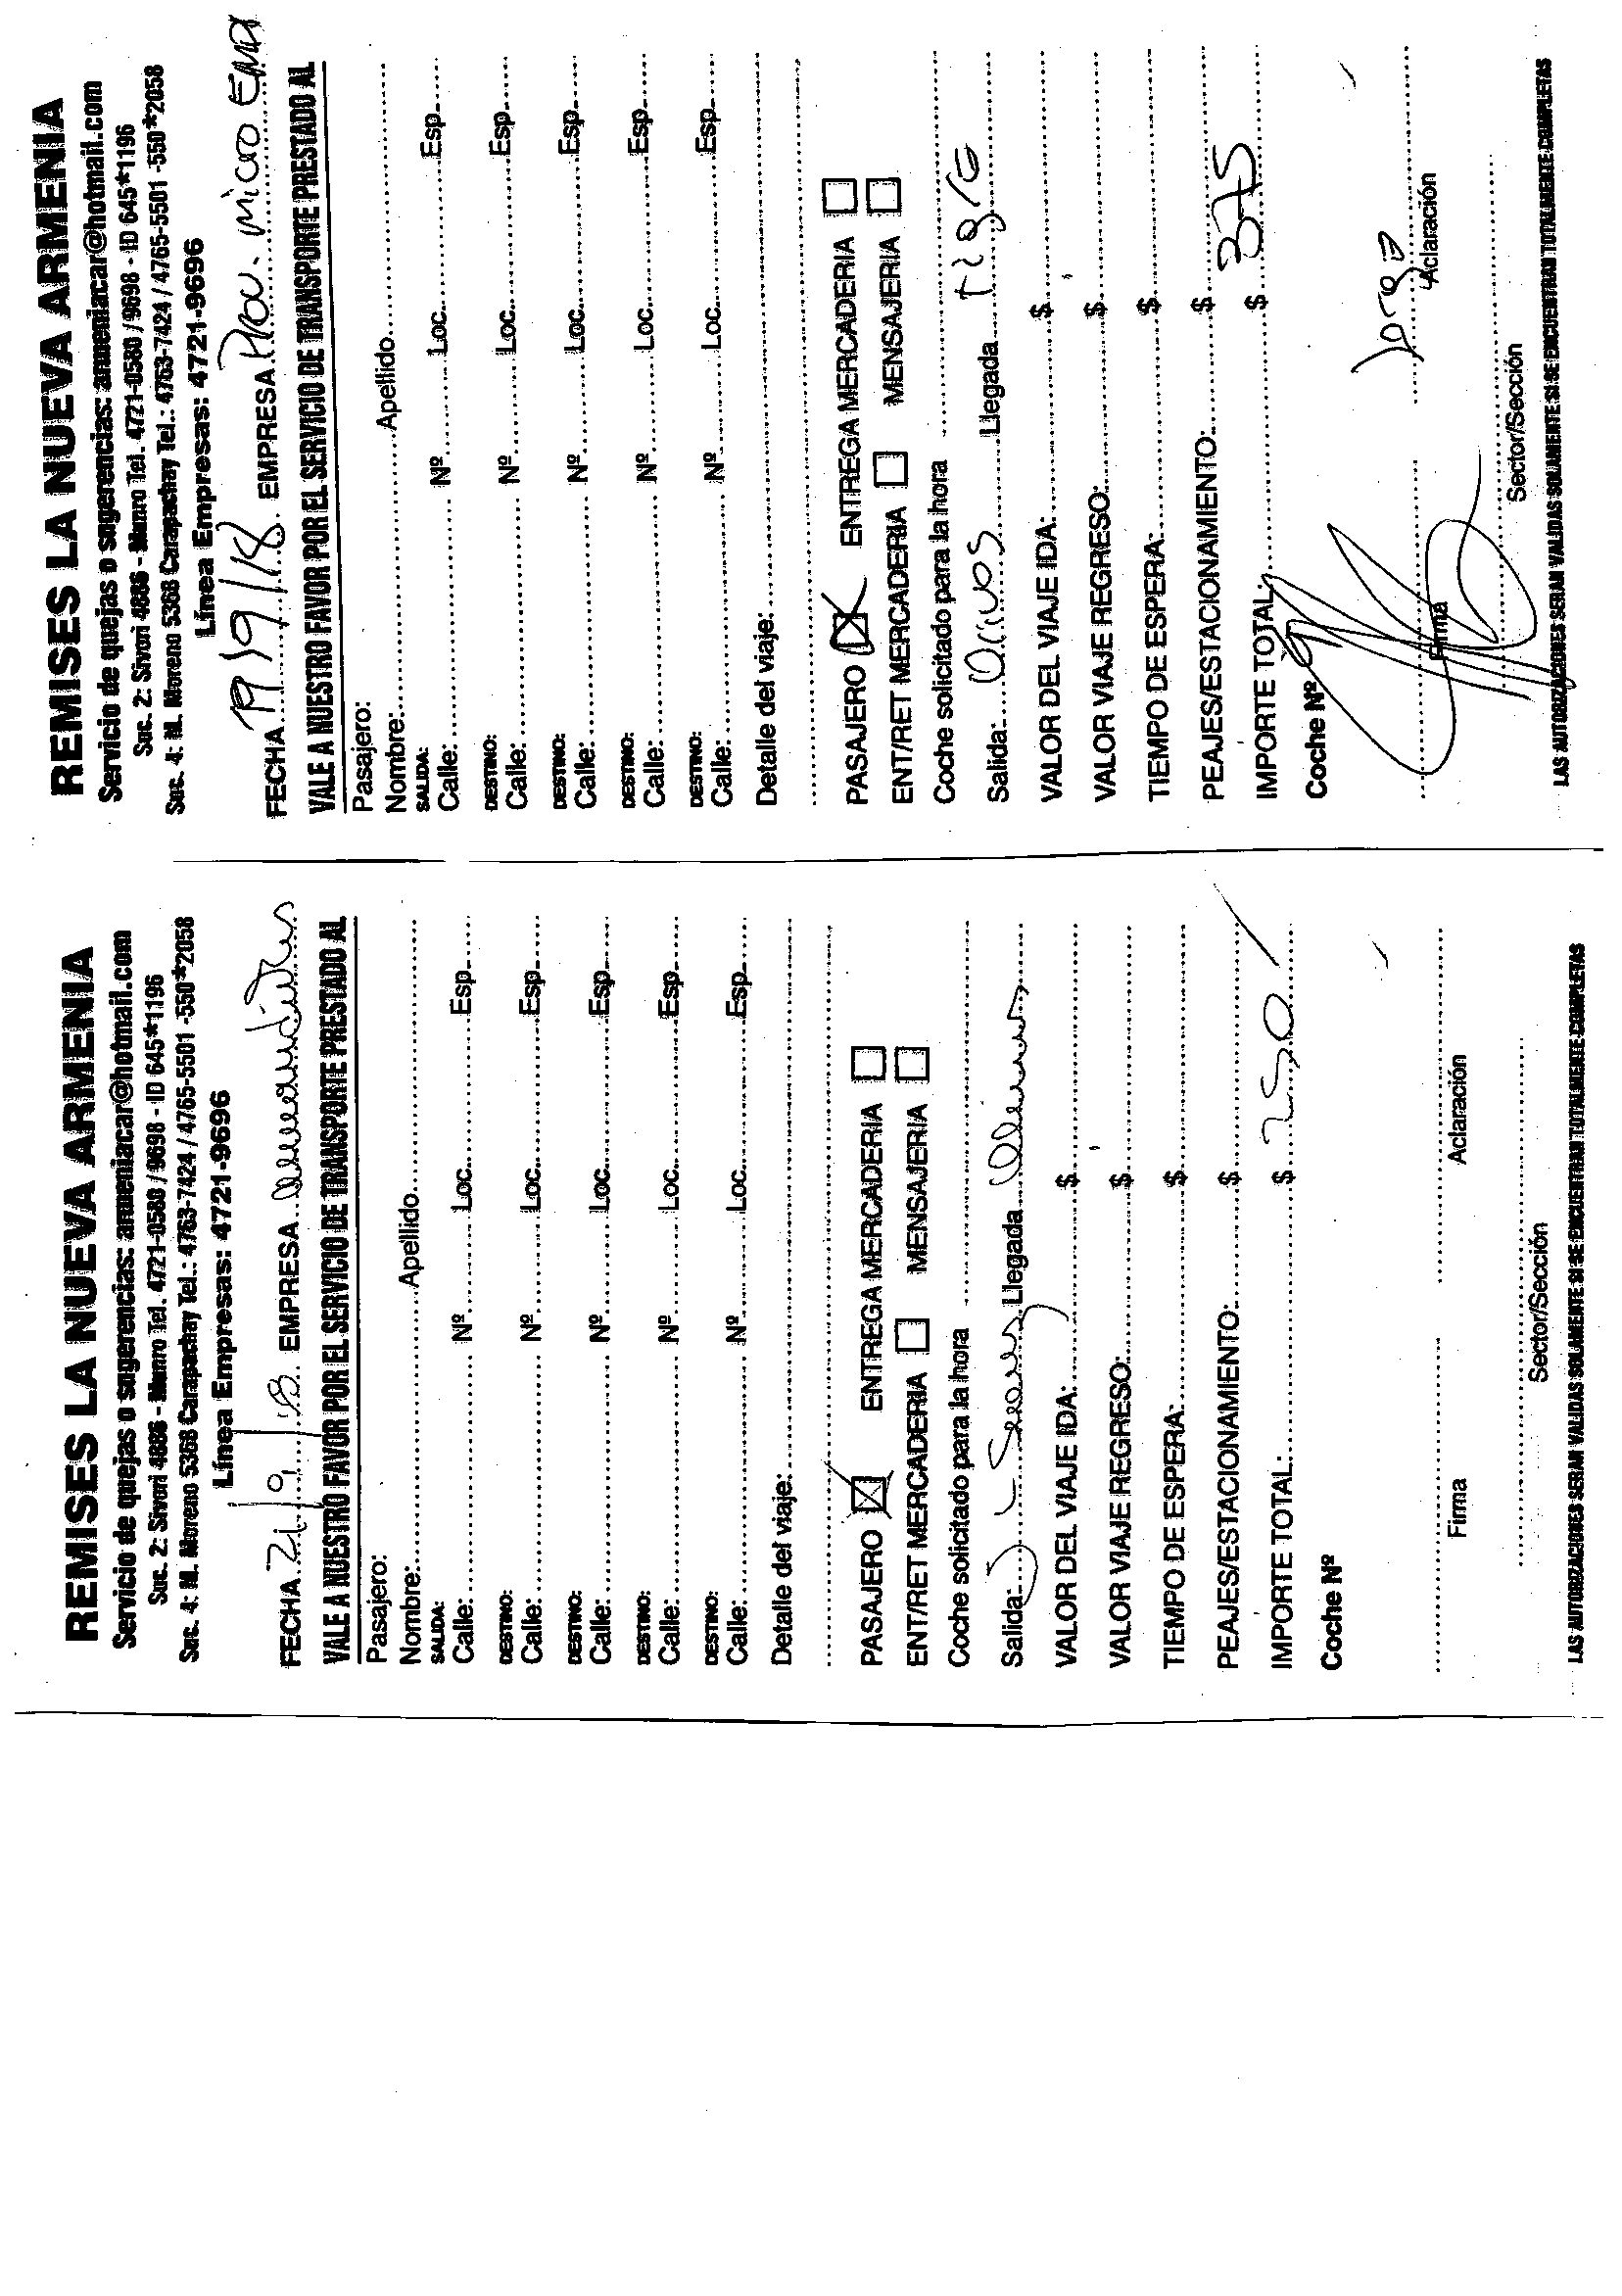 REMISES LA NUEVA ARMENIA
Servicio de quejas o sugerencias: armeniacar@hotmail.com
Suc. 2: Sivori 4886 - Munro Tel. 4721-0580 / 9698 - ID 645*1196
Suc. 4: M. Moreno 5368 Carapachay Tel.: 4763-7424 / 4765-5501 -550*2058
Línea Empresas: 4721-9696
FECHA 19/9/18 EMPRESA micro
VALE A NUESTRO FAVOR POR EL SERVICIO DE TRANSPORTE PRESTADO AL
Pasajero:
Nombre: Apellido
SALIDA:
Calle: Nº Loc. Esp.
DESTINO:
Calle: Nº Loc. Esp.
DESTINO:
Calle: Nº Loc. Esp.
DESTINO:
Calle: Nº Loc. Esp.
DESTINO:
Calle: Nº Loc. Esp.
Detalle del viaje:
PASAJERO ENTREGA MERCADERIA
ENT/RET MERCADERIA MENSAJERIA
Coche solicitado para la hora
Salida: Olivos Llegada Tigre
VALOR DEL VIAJE IDA: $
VALOR VIAJE REGRESO: $
TIEMPO DE ESPERA: $
PEAJES/ESTACIONAMIENTO: $
IMPORTE TOTAL: $ 375
Coche Nº
Jorge
Firma Aclaración
Sector/Sección
LAS AUTORIZACIONES SERAN VALIDAS SOLAMENTE SI SE ENCUENTRAN TOTALMENTE COMPLETAS
REMISES LA NUEVA ARMENIA
Servicio de quejas o sugerencias: armeniacar@hotmail.com
Suc. 2: Sivori 4886 - Munro Tel. 4721-0580 / 9698 - ID 645*1196
Suc. 4: M. Moreno 5368 Carapachay Tel.: 4763-7424 / 4765-5501 -550*2058
Línea Empresas: 4721-9696
FECHA 21/9/18 EMPRESA
VALE A NUESTRO FAVOR POR EL SERVICIO DE TRANSPORTE PRESTADO AL
Pasajero:
Nombre: Apellido
SALIDA:
Calle: Nº Loc. Esp.
DESTINO:
Calle: Nº Loc. Esp.
DESTINO:
Calle: Nº Loc. Esp.
DESTINO:
Calle: Nº Loc. Esp.
DESTINO:
Calle: Nº Loc. Esp.
Detalle del viaje:
PASAJERO ENTREGA MERCADERIA
ENT/RET MERCADERIA MENSAJERIA
Coche solicitado para la hora
Salida: Llegada
VALOR DEL VIAJE IDA: $
VALOR VIAJE REGRESO: $
TIEMPO DE ESPERA: $
PEAJES/ESTACIONAMIENTO: $
IMPORTE TOTAL: $ 250
Coche Nº
Firma Aclaración
Sector/Sección
LAS AUTORIZACIONES SERAN VALIDAS SOLAMENTE SI SE ENCUENTRAN TOTALMENTE COMPLETAS